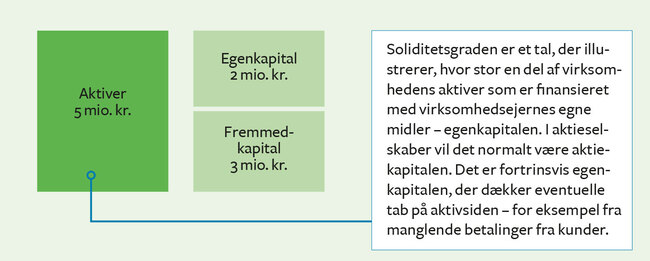 Aktiver
5 mio. kr.
Egenkapital
2 mio. kr.
Fremmed-
kapital
3 mio. kr.
Soliditetsgraden er et tal, der illu-
strerer, hvor stor en del af virksom-
hedens aktiver som er finansieret
med virksomhedsejernes egne
midler – egenkapitalen. I aktiesel-
skaber vil det normalt være aktie-
kapitalen. Det er fortrinsvis egen-
kapitalen, der dækker eventuelle
tab på aktivsiden – for eksempel fra
manglende betalinger fra kunder.